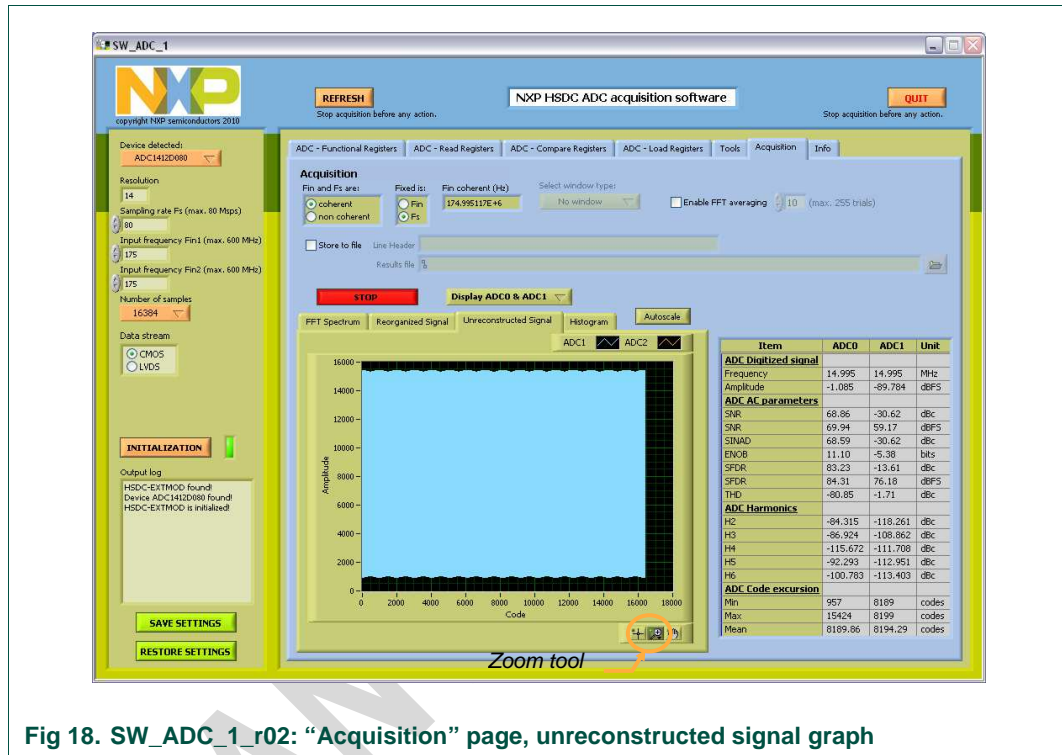 SW_ADC_1
NXP
copyright NXP semiconductors 2010
REFRESH
Stop acquisition before any action.
NXP HSDC ADC acquisition software
QUIT
Stop acquisition before any action.
Device detected:
ADC1412D080
Resolution
14
Sampling rate Fs (max. 80 Msps)
80
Input frequency Fin1 (max. 600 MHz)
175
Input frequency Fin2 (max. 600 MHz)
175
Number of samples
16384
Data stream
CMOS
LVDS
INITIALIZATION
Output log
HSDC-EXTMOD found!
Device ADC1412D080 found!
HSDC-EXTMOD is initialized!
SAVE SETTINGS
RESTORE SETTINGS
ADC - Functional Registers ADC - Read Registers ADC - Compare Registers ADC - Load Registers Tools Acquisition Info
Acquisition
Fin and Fs are: Fixed is: Fin coherent (Hz) Select window type:
coherent Fin 174.995117E+6 No window Enable FFT averaging 10 (max. 255 trials)
non coherent Fs
Store to file Line Header
Results file
STOP Display ADC0 & ADC1
FFT Spectrum Reorganized Signal Unreconstructed Signal Histogram Autoscale
ADC1 ADC2
16000
14000
12000
10000
8000
6000
4000
2000
0
Amplitude
0 2000 4000 6000 8000 10000 12000 14000 16000 18000
Code
Zoom tool
Item ADC0 ADC1 Unit
ADC Digitized signal
Frequency 14.995 14.995 MHz
Amplitude -1.085 -89.784 dBFS
ADC AC parameters
SNR 68.86 -30.62 dBc
SNR 69.94 59.17 dBFS
SINAD 68.59 -30.62 dBc
ENOB 11.10 -5.38 bits
SFDR 83.23 -13.61 dBc
SFDR 84.31 76.18 dBFS
THD -80.85 -1.71 dBc
ADC Harmonics
H2 -84.315 -118.261 dBc
H3 -86.924 -108.862 dBc
H4 -115.672 -111.708 dBc
H5 -92.293 -112.951 dBc
H6 -100.783 -113.403 dBc
ADC Code excursion
Min 957 8189 codes
Max 15424 8199 codes
Mean 8189.86 8194.29 codes
Fig 18. SW_ADC_1_r02: “Acquisition” page, unreconstructed signal graph